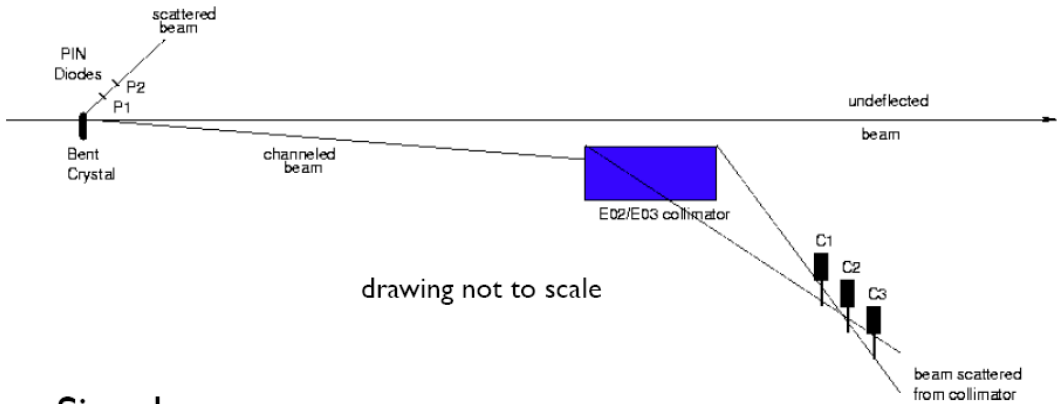 scattered
beam
PIN
Diodes
P2
P1
undeflected
beam
Bent
Crystal
channeled
beam
E02/E03 collimator
C1
C2
C3
drawing not to scale
beam scattered
from collimator